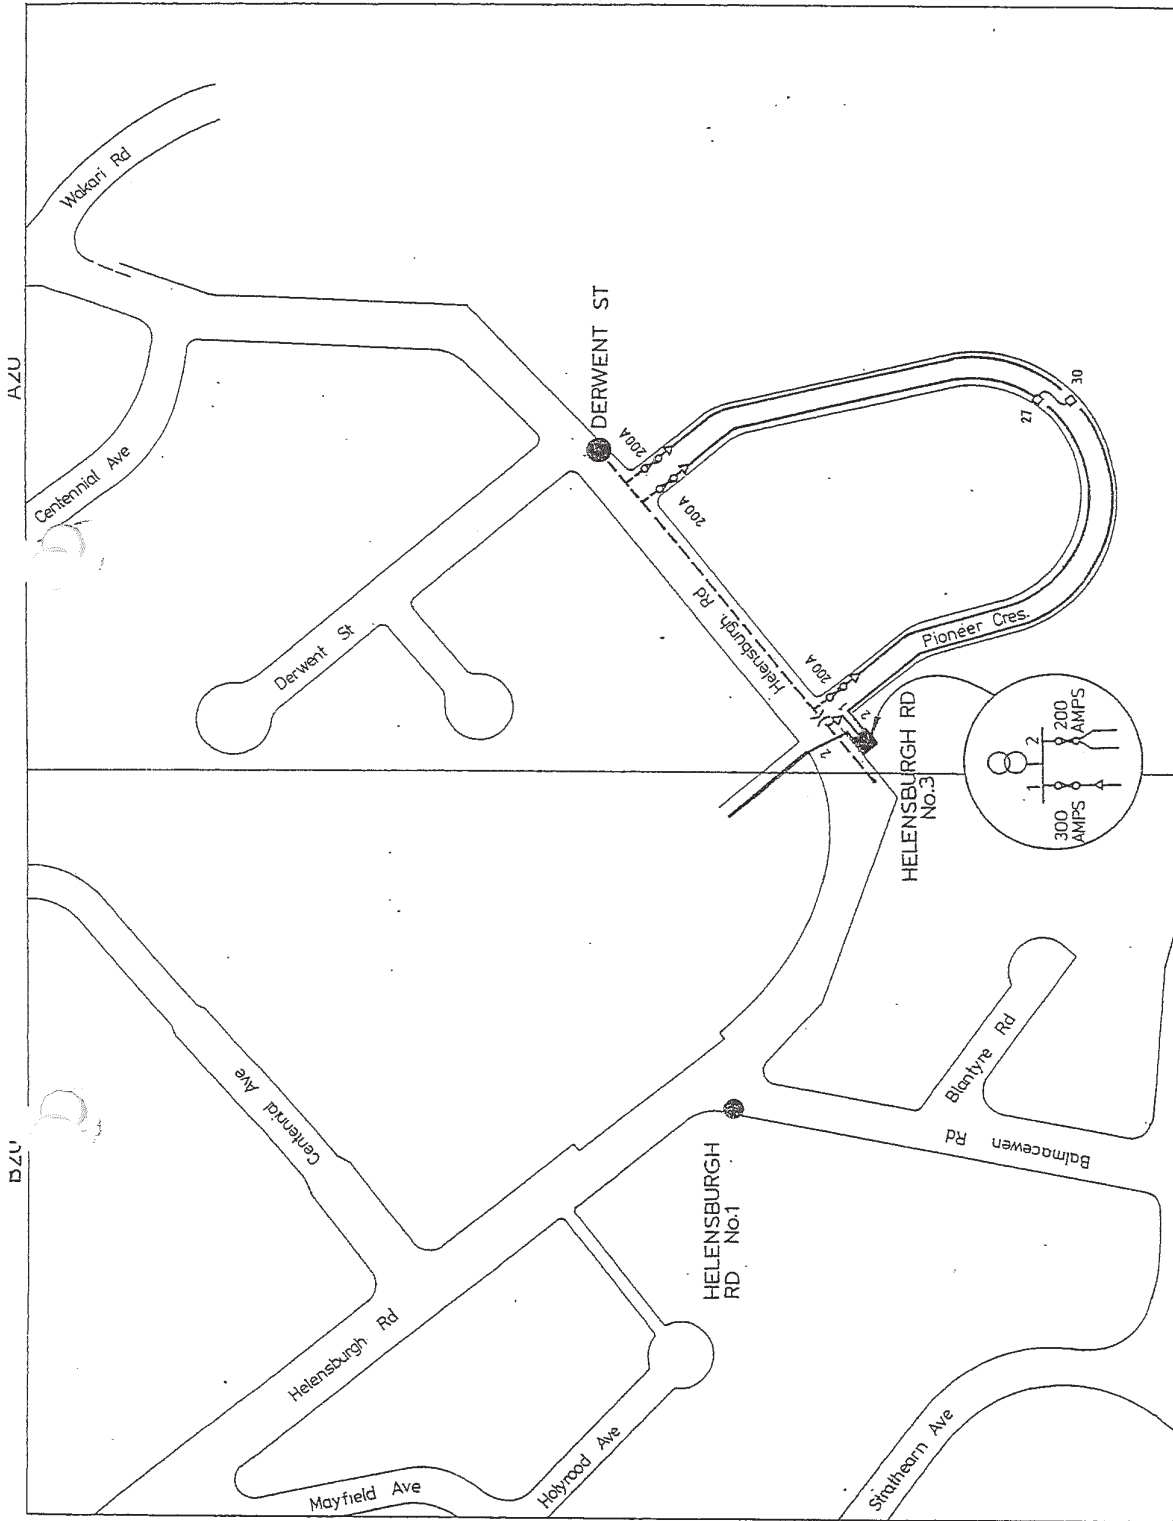 A20
B20
Wakari Rd
Centennial Ave
DERWENT ST
200A
200A
Derwent St
Helensburgh. Rd
27
30
Pioneer Cres.
200A
1
2
2
HELENSBURGH RD
No.3
1
2
300
AMPS
200
AMPS
Centennial Ave
Helensburgh Rd
HELENSBURGH
RD No.1
Blantyre Rd
Balmacewen Rd
Holyrood Ave
Mayfield Ave
Strathearn Ave